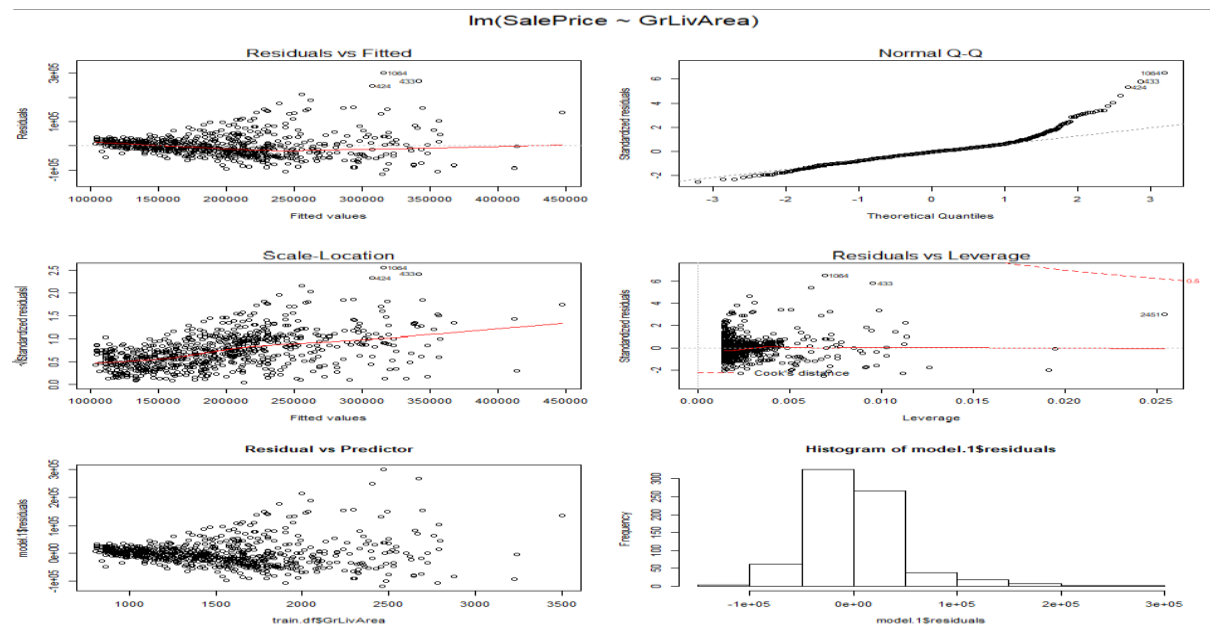 lm(SalePrice ~ GrLivArea)
Residuals vs Fitted
Normal Q-Q
Residuals
3e+05
1e+05
-1e+05
1064
433
424
100000 150000 200000 250000 300000 350000 400000 450000
Fitted values
Standardized residuals
6
4
2
0
-2
1064
433
424
-3 -2 -1 0 1 2 3
Theoretical Quantiles
Scale-Location
Residuals vs Leverage
√|Standardized residuals|
2.5
2.0
1.5
1.0
0.5
0.0
1064
433
424
100000 150000 200000 250000 300000 350000 400000 450000
Fitted values
Standardized residuals
6
4
2
0
-2
1064
433
2451
0.5
Cook's distance
0.000 0.005 0.010 0.015 0.020 0.025
Leverage
Residual vs Predictor
Histogram of model.1$residuals
model.1$residuals
3e+05
2e+05
1e+05
0e+00
-1e+05
1000 1500 2000 2500 3000 3500
train.df$GrLivArea
Frequency
300
250
200
150
100
50
0
-1e+05 0e+00 1e+05 2e+05 3e+05
model.1$residuals